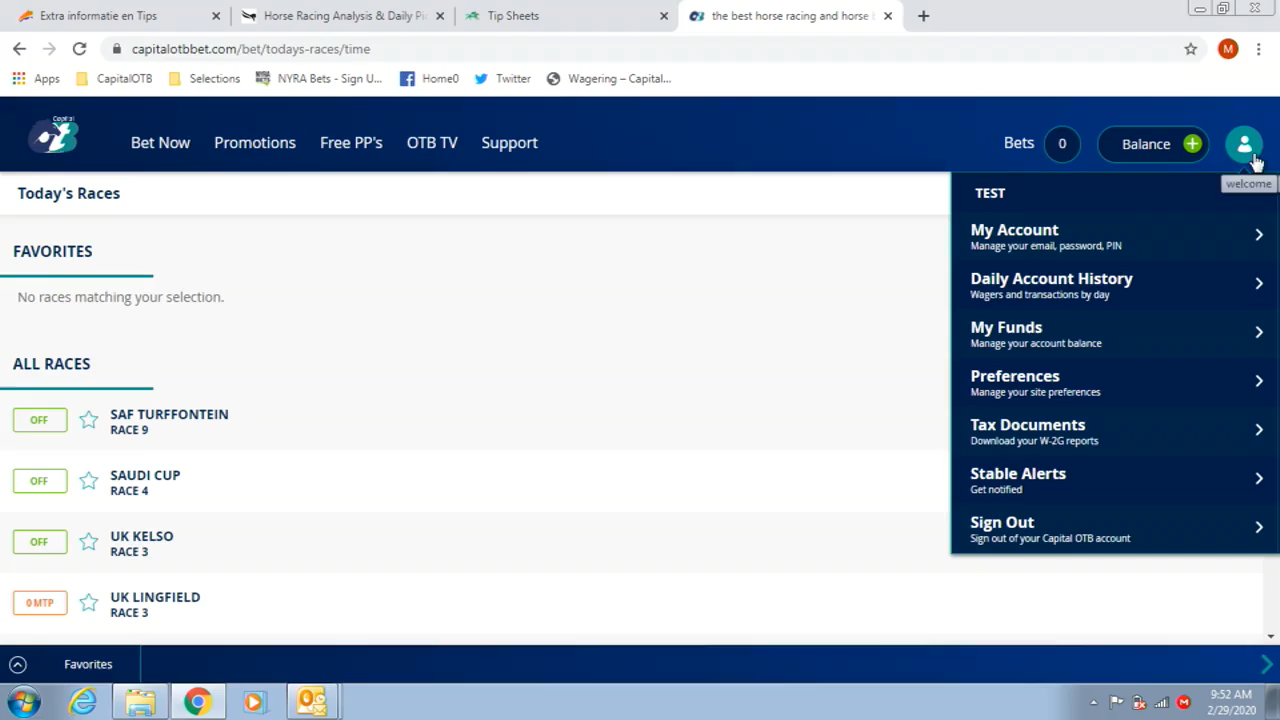 Extra informatie en Tips
Horse Racing Analysis & Daily Pic
Tip Sheets
the best horse racing and horse b
capitalotbbet.com/bet/todays-races/time
M
Apps
CapitalOTB
Selections
NYRA Bets - Sign U...
Home0
Twitter
Wagering – Capital...
Capital
Bet Now
Promotions
Free PP's
OTB TV
Support
Bets
0
Balance
welcome
Today's Races
TEST
My Account
Manage your email, password, PIN
Daily Account History
Wagers and transactions by day
My Funds
Manage your account balance
Preferences
Manage your site preferences
Tax Documents
Download your W-2G reports
Stable Alerts
Get notified
Sign Out
Sign out of your Capital OTB account
FAVORITES
No races matching your selection.
ALL RACES
OFF
SAF TURFFONTEIN
RACE 9
OFF
SAUDI CUP
RACE 4
OFF
UK KELSO
RACE 3
0 MTP
UK LINGFIELD
RACE 3
Favorites
9:52 AM
2/29/2020